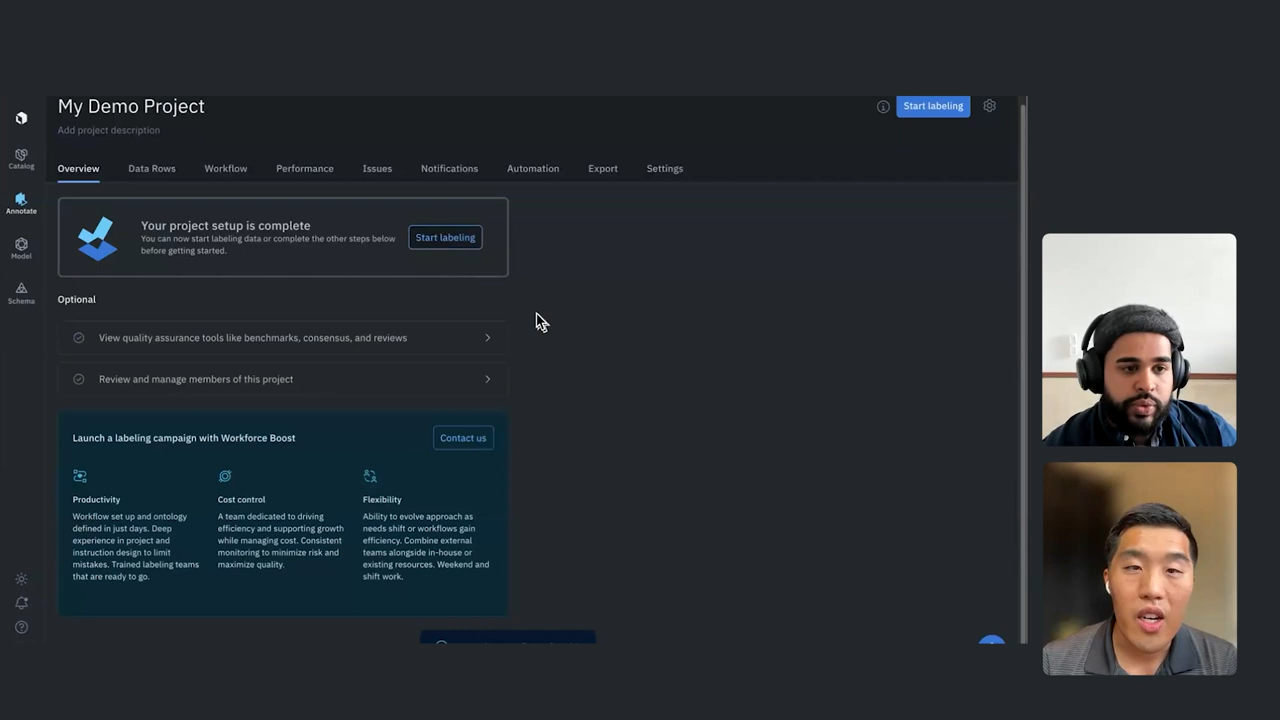 My Demo Project
Start labeling
Add project description
Catalog
Annotate
Model
Schema
Overview
Data Rows
Workflow
Performance
Issues
Notifications
Automation
Export
Settings
Your project setup is complete
You can now start labeling data or complete the other steps below
before getting started.
Start labeling
Optional
View quality assurance tools like benchmarks, consensus, and reviews
Review and manage members of this project
Launch a labeling campaign with Workforce Boost
Contact us
Productivity
Workflow set up and ontology
defined in just days. Deep
experience in project and
instruction design to limit
mistakes. Trained labeling teams
that are ready to go.
Cost control
A team dedicated to driving
efficiency and supporting growth
while managing cost. Consistent
monitoring to minimize risk and
maximize quality.
Flexibility
Ability to evolve approach as
needs shift or workflows gain
efficiency. Combine external
teams alongside in-house or
existing resources. Weekend and
shift work.